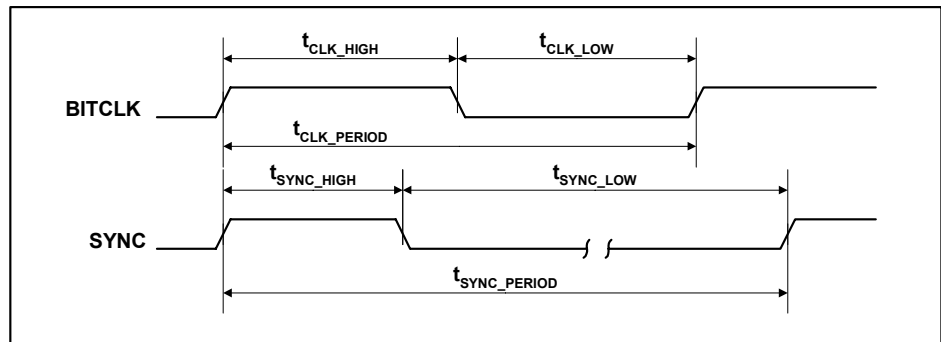 tCLK_HIGH tCLK_LOW
BITCLK
tCLK_PERIOD
tSYNC_HIGH tSYNC_LOW
SYNC
tSYNC_PERIOD